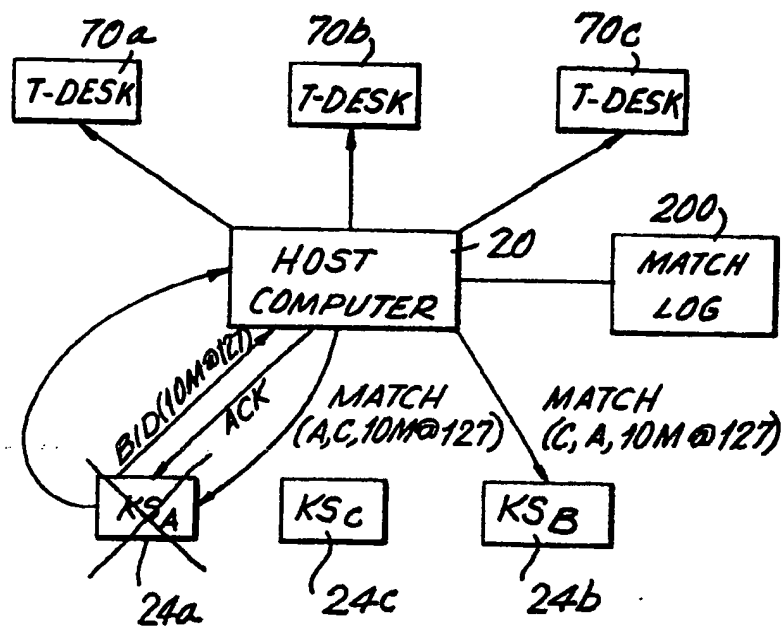 70a
70b
70c
T-DESK
T-DESK
T-DESK
200
20
HOST
COMPUTER
MATCH
LOG
BID(10M@127)
ACK
MATCH
(A,C,10M@127)
MATCH
(C,A,10M@127)
KSA
KSC
KSB
24a
24c
24b